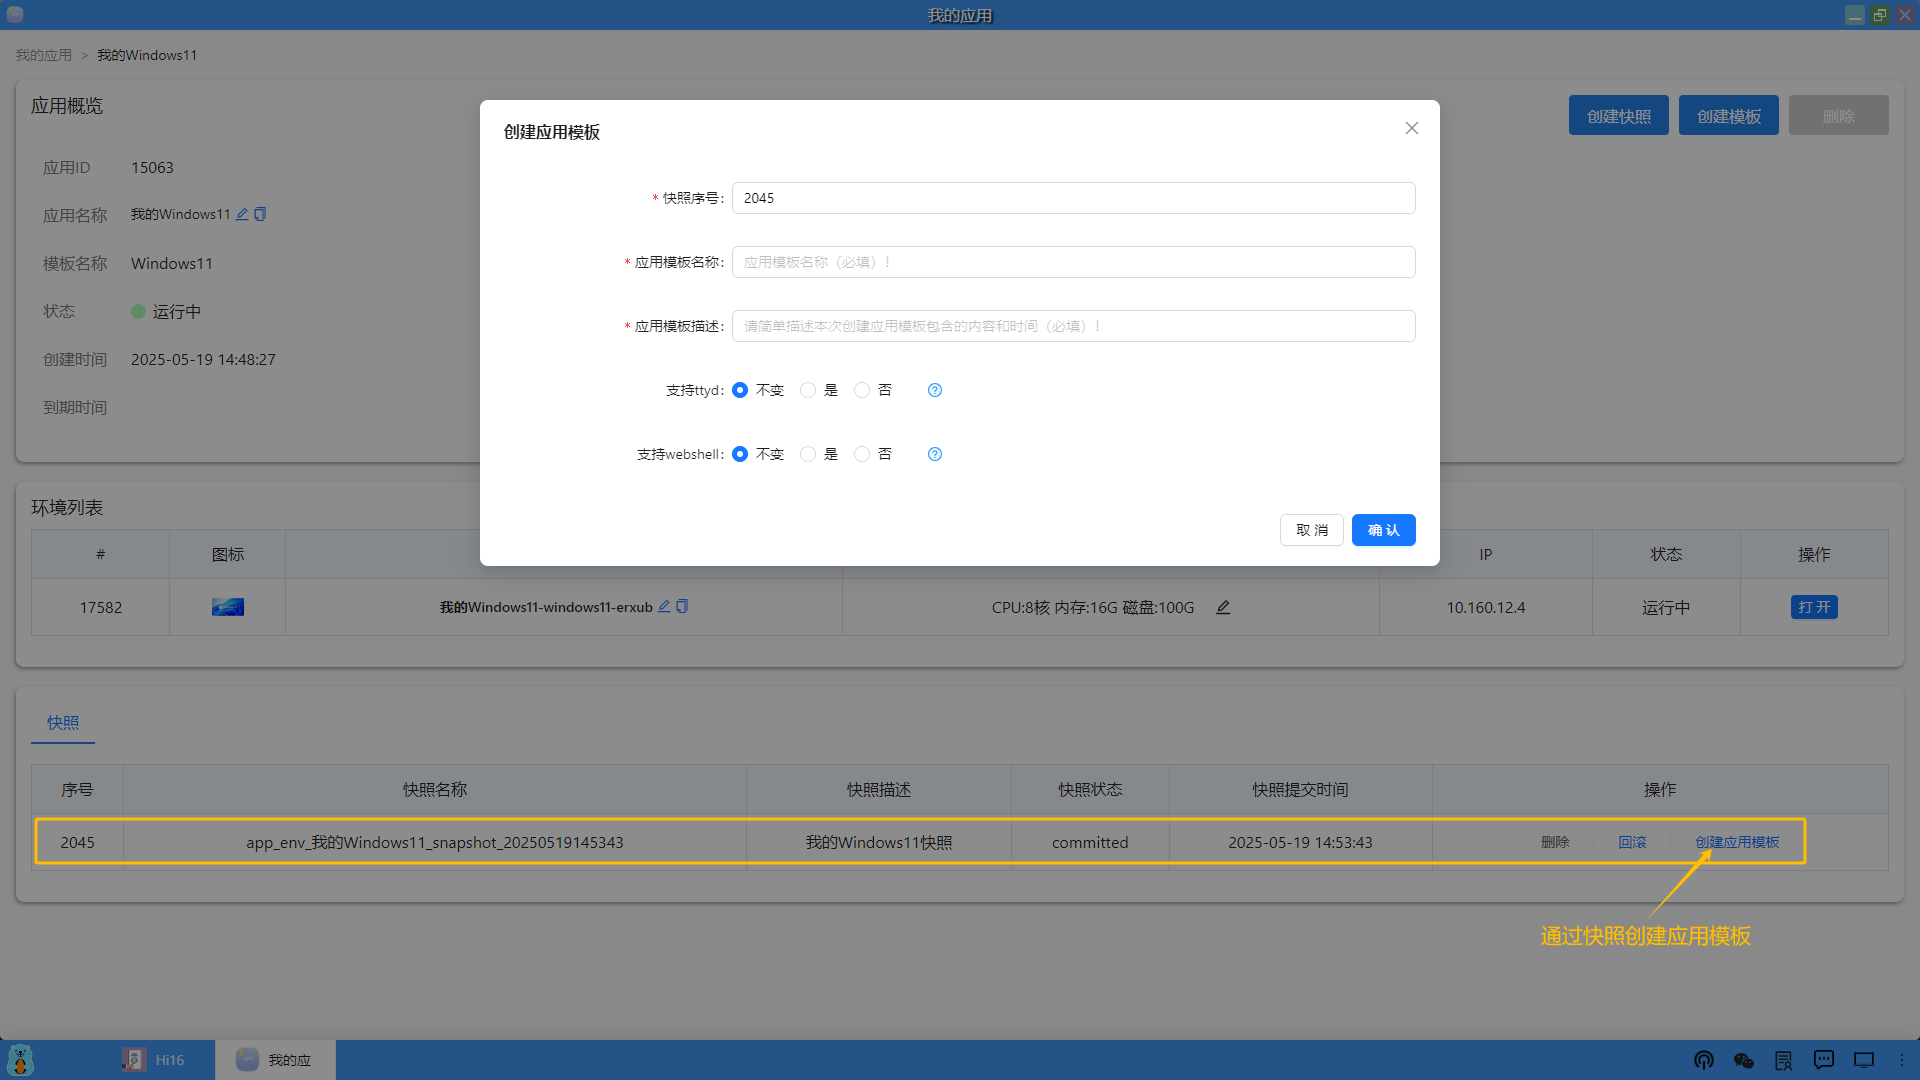 我的应用
我的应用 > 我的Windows11
应用概览
创建快照 创建模板 删除
应用ID 15063
应用名称 我的Windows11
模板名称 Windows11
状态 运行中
创建时间 2025-05-19 14:48:27
到期时间
创建应用模板
* 快照序号: 2045
* 应用模板名称: 应用模板名称（必填）！
* 应用模板描述: 请简单描述本次创建应用模板包含的内容和时间（必填）！
支持ttyd: 不变 是 否
支持webshell: 不变 是 否
取 消 确 认
环境列表
# 图标 IP 状态 操作
17582 我的Windows11-windows11-erxub CPU:8核 内存:16G 磁盘:100G 10.160.12.4 运行中 打 开
快照
序号 快照名称 快照描述 快照状态 快照提交时间 操作
2045 app_env_我的Windows11_snapshot_20250519145343 我的Windows11快照 committed 2025-05-19 14:53:43 删除 回滚 创建应用模板
通过快照创建应用模板
Hi16 我的应